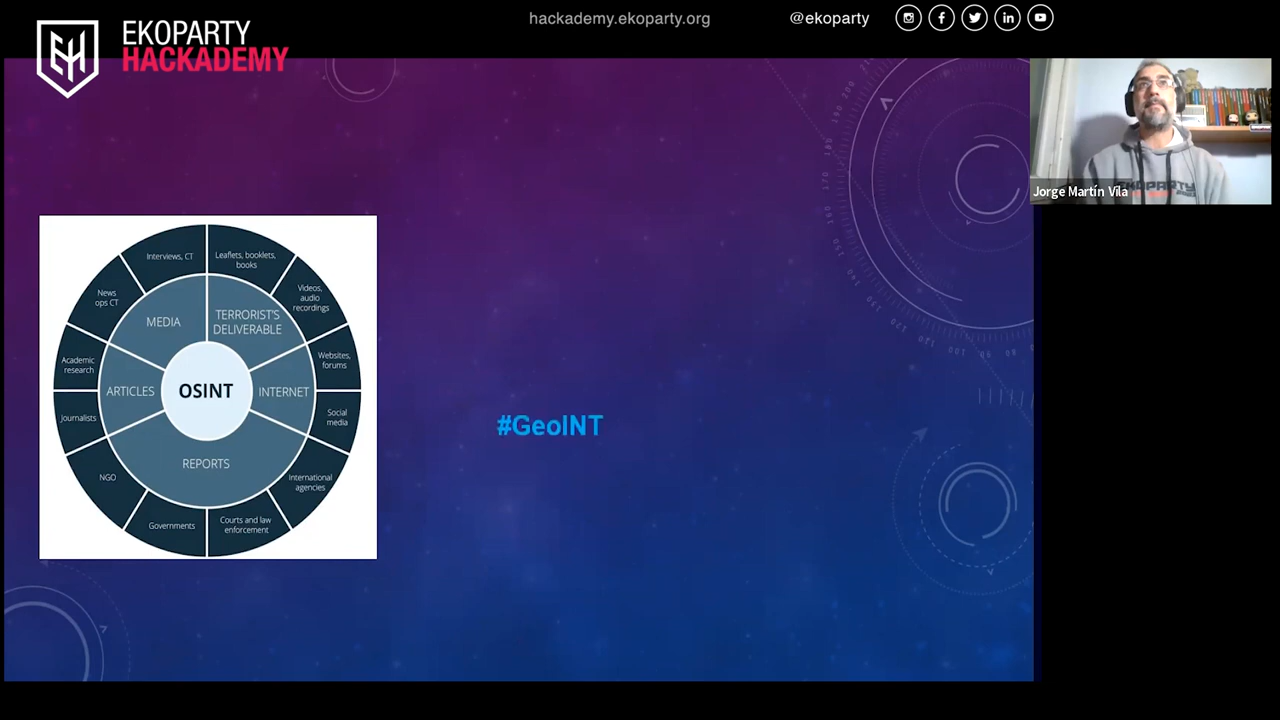 EKOPARTY
HACKADEMY
hackademy.ekoparty.org
@ekoparty
Jorge Martín Vila
Interviews, CT
Leaflets, booklets,
books
News
ops CT
Videos,
audio
recordings
MEDIA
TERRORIST'S
DELIVERABLE
Academic
research
Websites,
forums
ARTICLES
OSINT
INTERNET
Journalists
Social
media
REPORTS
NGO
International
agencies
Governments
Courts and law
enforcement
#GeoINT
EKOPARTY